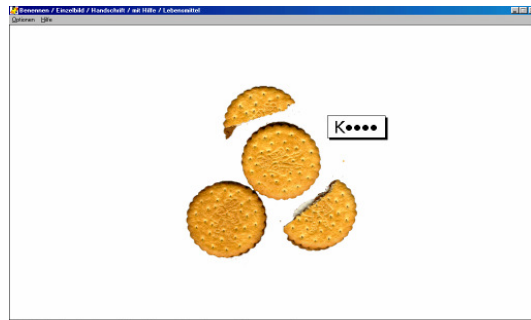 Benennen / Einzelbild / Handschrift / mit Hilfe / Lebensmittel
Optionen Hilfe
K●●●●